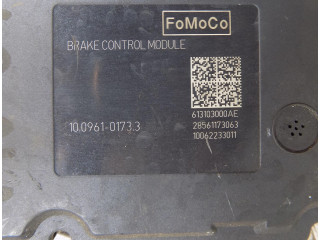 FoMoCo
BRAKE CONTROL MODULE
613103000AE
10.0961-0173.3
28561173063
10062233011